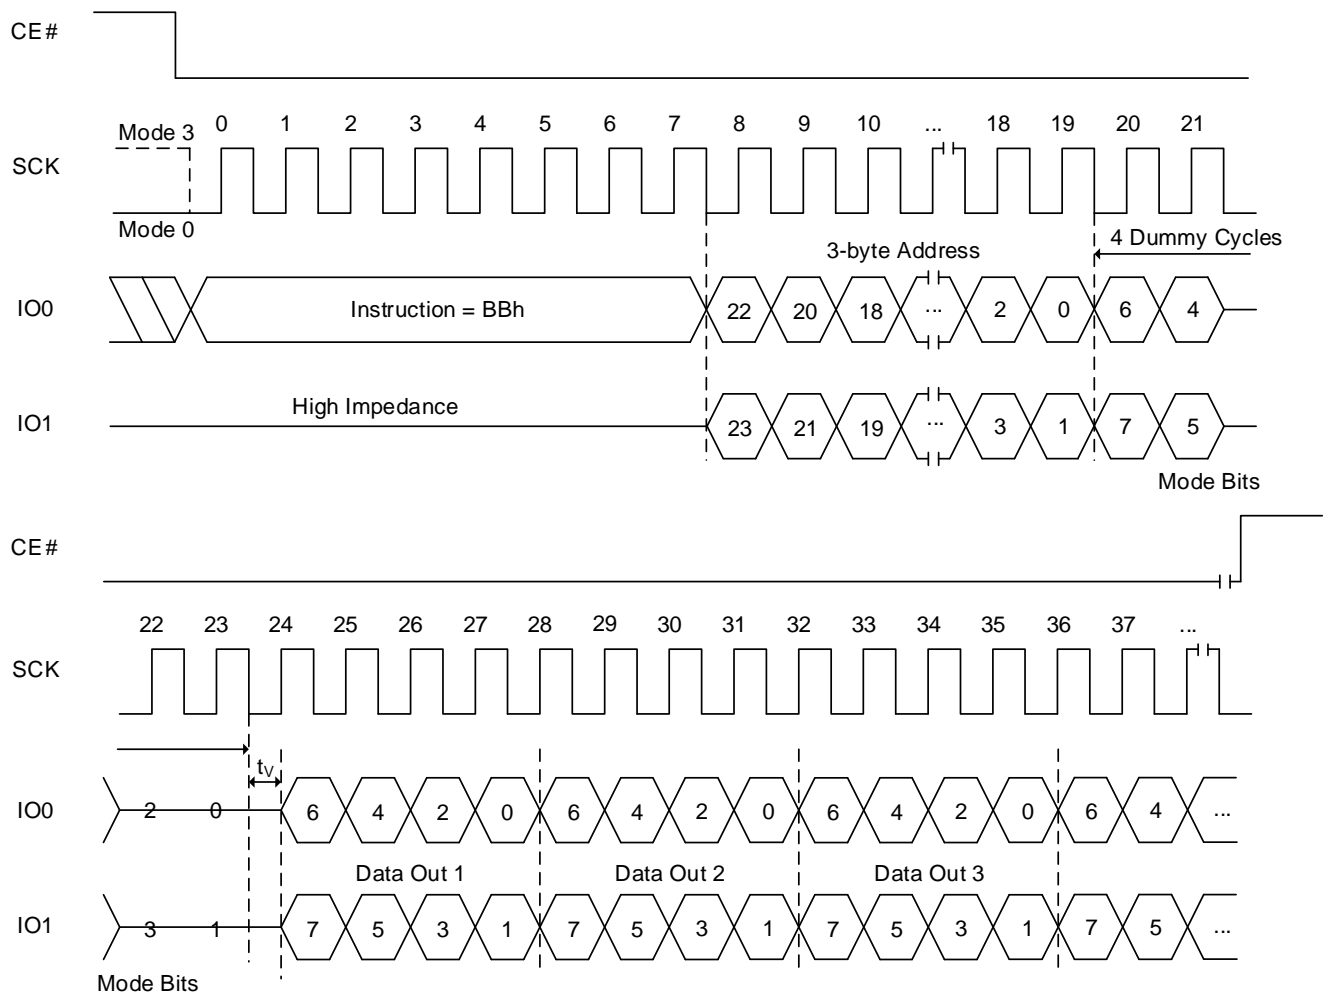 CE#
Mode 3 0 1 2 3 4 5 6 7 8 9 10 ... 18 19 20 21
SCK
Mode 0
3-byte Address 4 Dummy Cycles
IO0 Instruction = BBh 22 20 18 ... 2 0 6 4
High Impedance
IO1 23 21 19 ... 3 1 7 5
Mode Bits
CE#
22 23 24 25 26 27 28 29 30 31 32 33 34 35 36 37 ...
SCK
tV
IO0 2 0 6 4 2 0 6 4 2 0 6 4 2 0 6 4 ...
Data Out 1 Data Out 2 Data Out 3
IO1 3 1 7 5 3 1 7 5 3 1 7 5 3 1 7 5 ...
Mode Bits